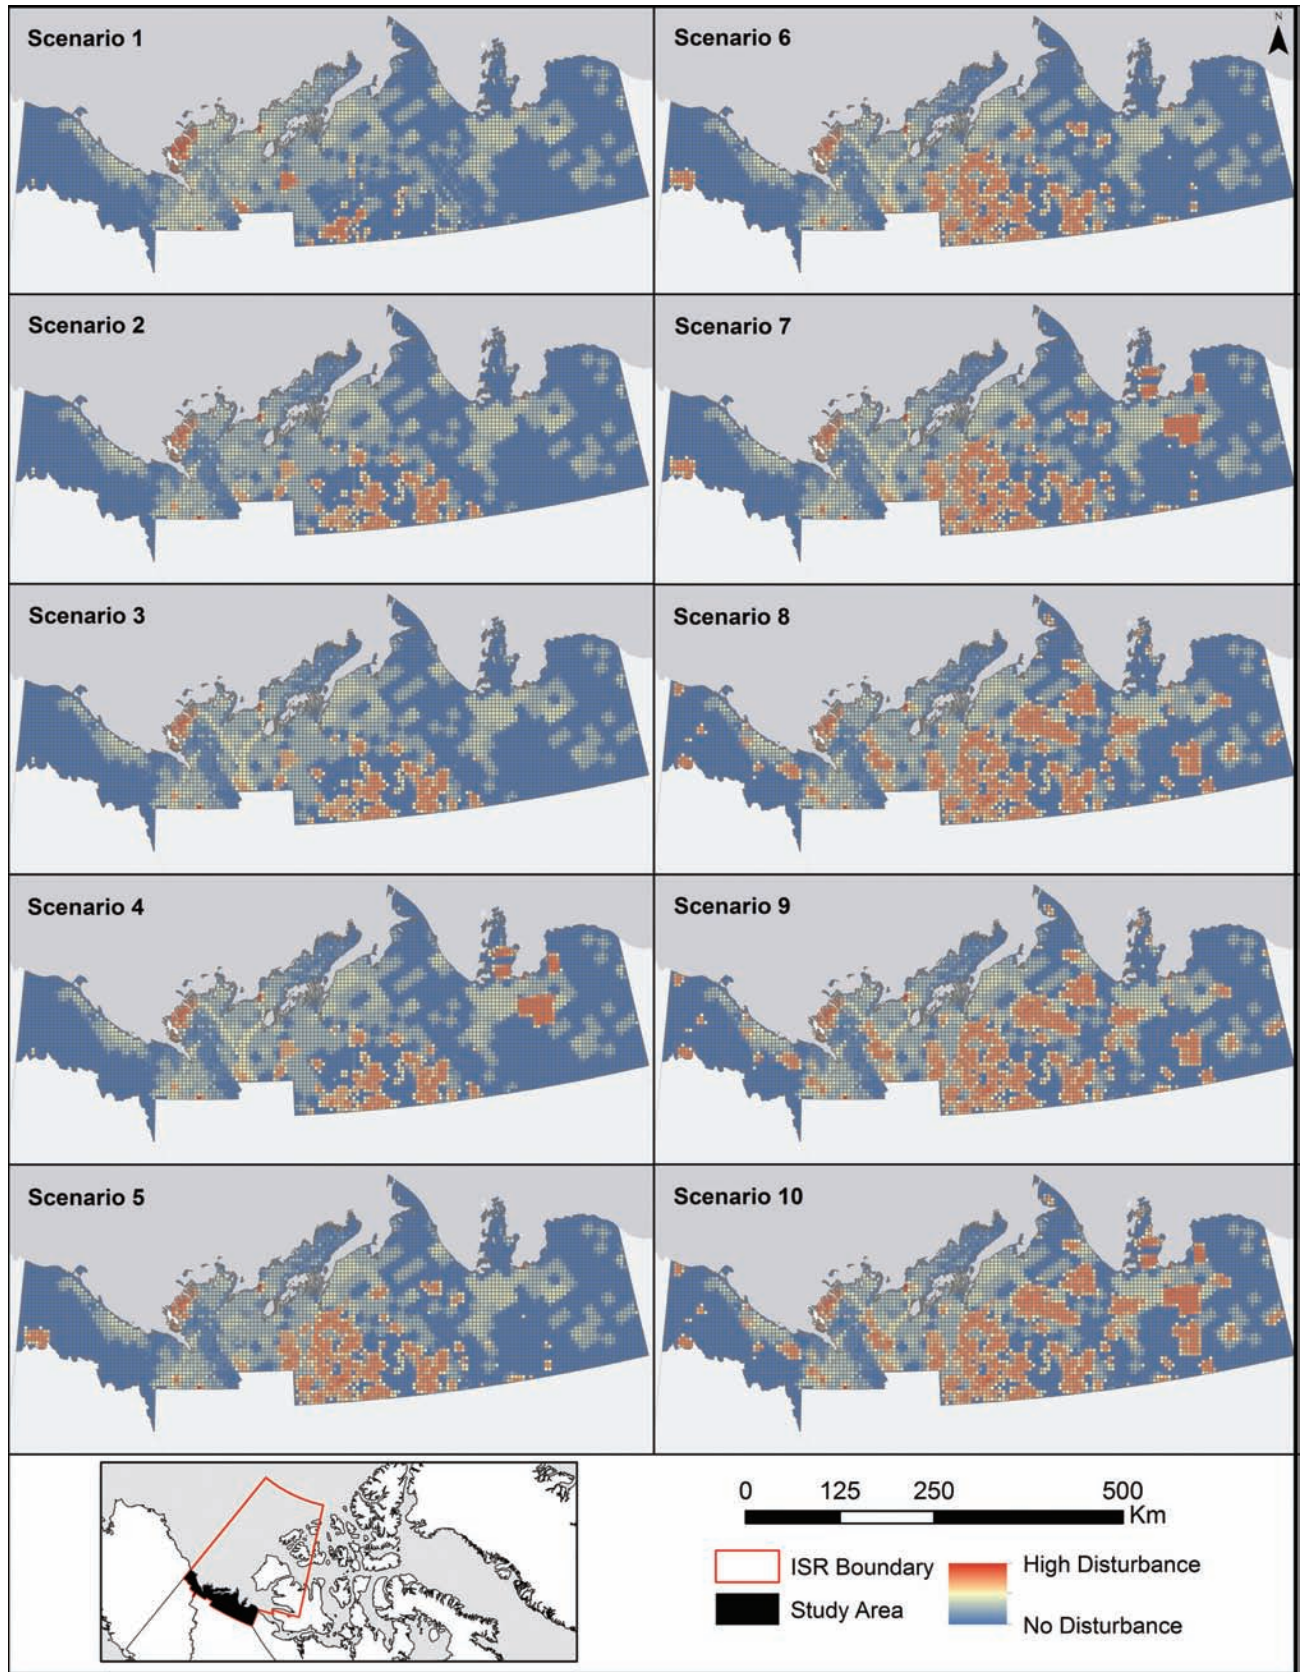 Scenario 1
Scenario 6
N
Scenario 2
Scenario 7
Scenario 3
Scenario 8
Scenario 4
Scenario 9
Scenario 5
Scenario 10
0 125 250 500
Km
ISR Boundary
Study Area
High Disturbance
No Disturbance